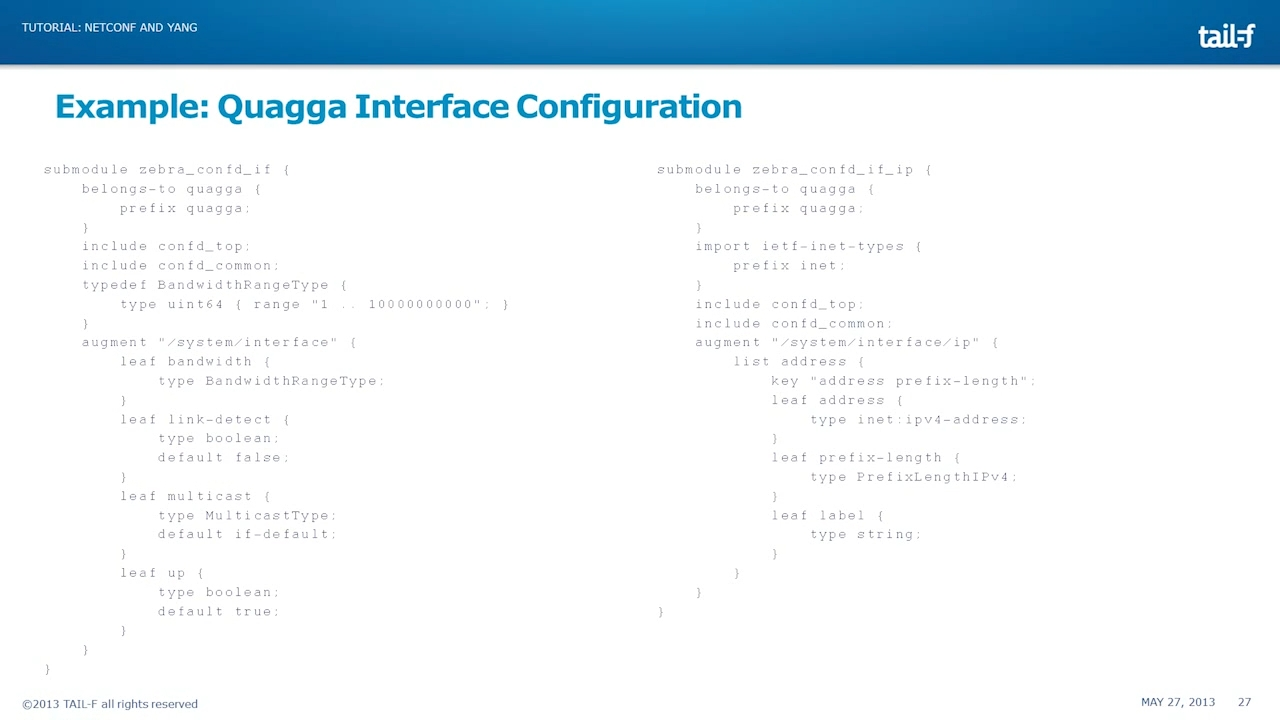 TUTORIAL: NETCONF AND YANG
tail-f
Example: Quagga Interface Configuration
submodule zebra_confd_if {
    belongs-to quagga {
        prefix quagga;
    }
    include confd_top;
    include confd_common;
    typedef BandwidthRangeType {
        type uint64 { range "1 .. 10000000000"; }
    }
    augment "/system/interface" {
        leaf bandwidth {
            type BandwidthRangeType;
        }
        leaf link-detect {
            type boolean;
            default false;
        }
        leaf multicast {
            type MulticastType;
            default if-default;
        }
        leaf up {
            type boolean;
            default true;
        }
    }
}
submodule zebra_confd_if_ip {
    belongs-to quagga {
        prefix quagga;
    }
    import ietf-inet-types {
        prefix inet;
    }
    include confd_top;
    include confd_common;
    augment "/system/interface/ip" {
        list address {
            key "address prefix-length";
            leaf address {
                type inet:ipv4-address;
            }
            leaf prefix-length {
                type PrefixLengthIPv4;
            }
            leaf label {
                type string;
            }
        }
    }
}
©2013 TAIL-F all rights reserved
MAY 27, 2013 27